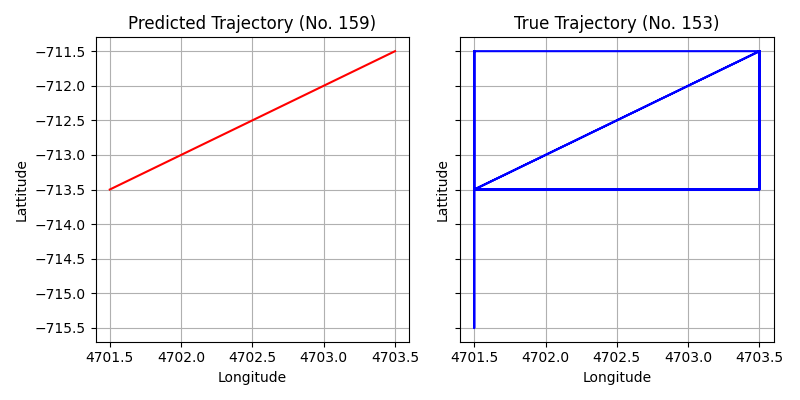 Predicted Trajectory (No. 159)
True Trajectory (No. 153)
−711.5
−712.0
−712.5
−713.0
−713.5
−714.0
−714.5
−715.0
−715.5
Lattitude
Lattitude
4701.5 4702.0 4702.5 4703.0 4703.5
4701.5 4702.0 4702.5 4703.0 4703.5
Longitude
Longitude